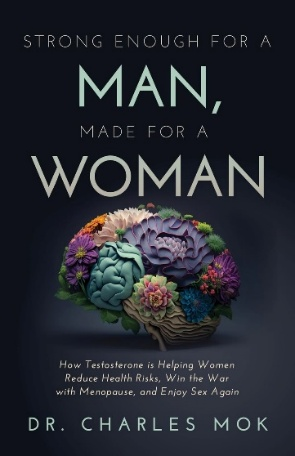 STRONG ENOUGH FOR A
MAN,
MADE FOR A
WOMAN
How Testosterone is Helping Women
Reduce Health Risks, Win the War
with Menopause, and Enjoy Sex Again
DR. CHARLES MOK